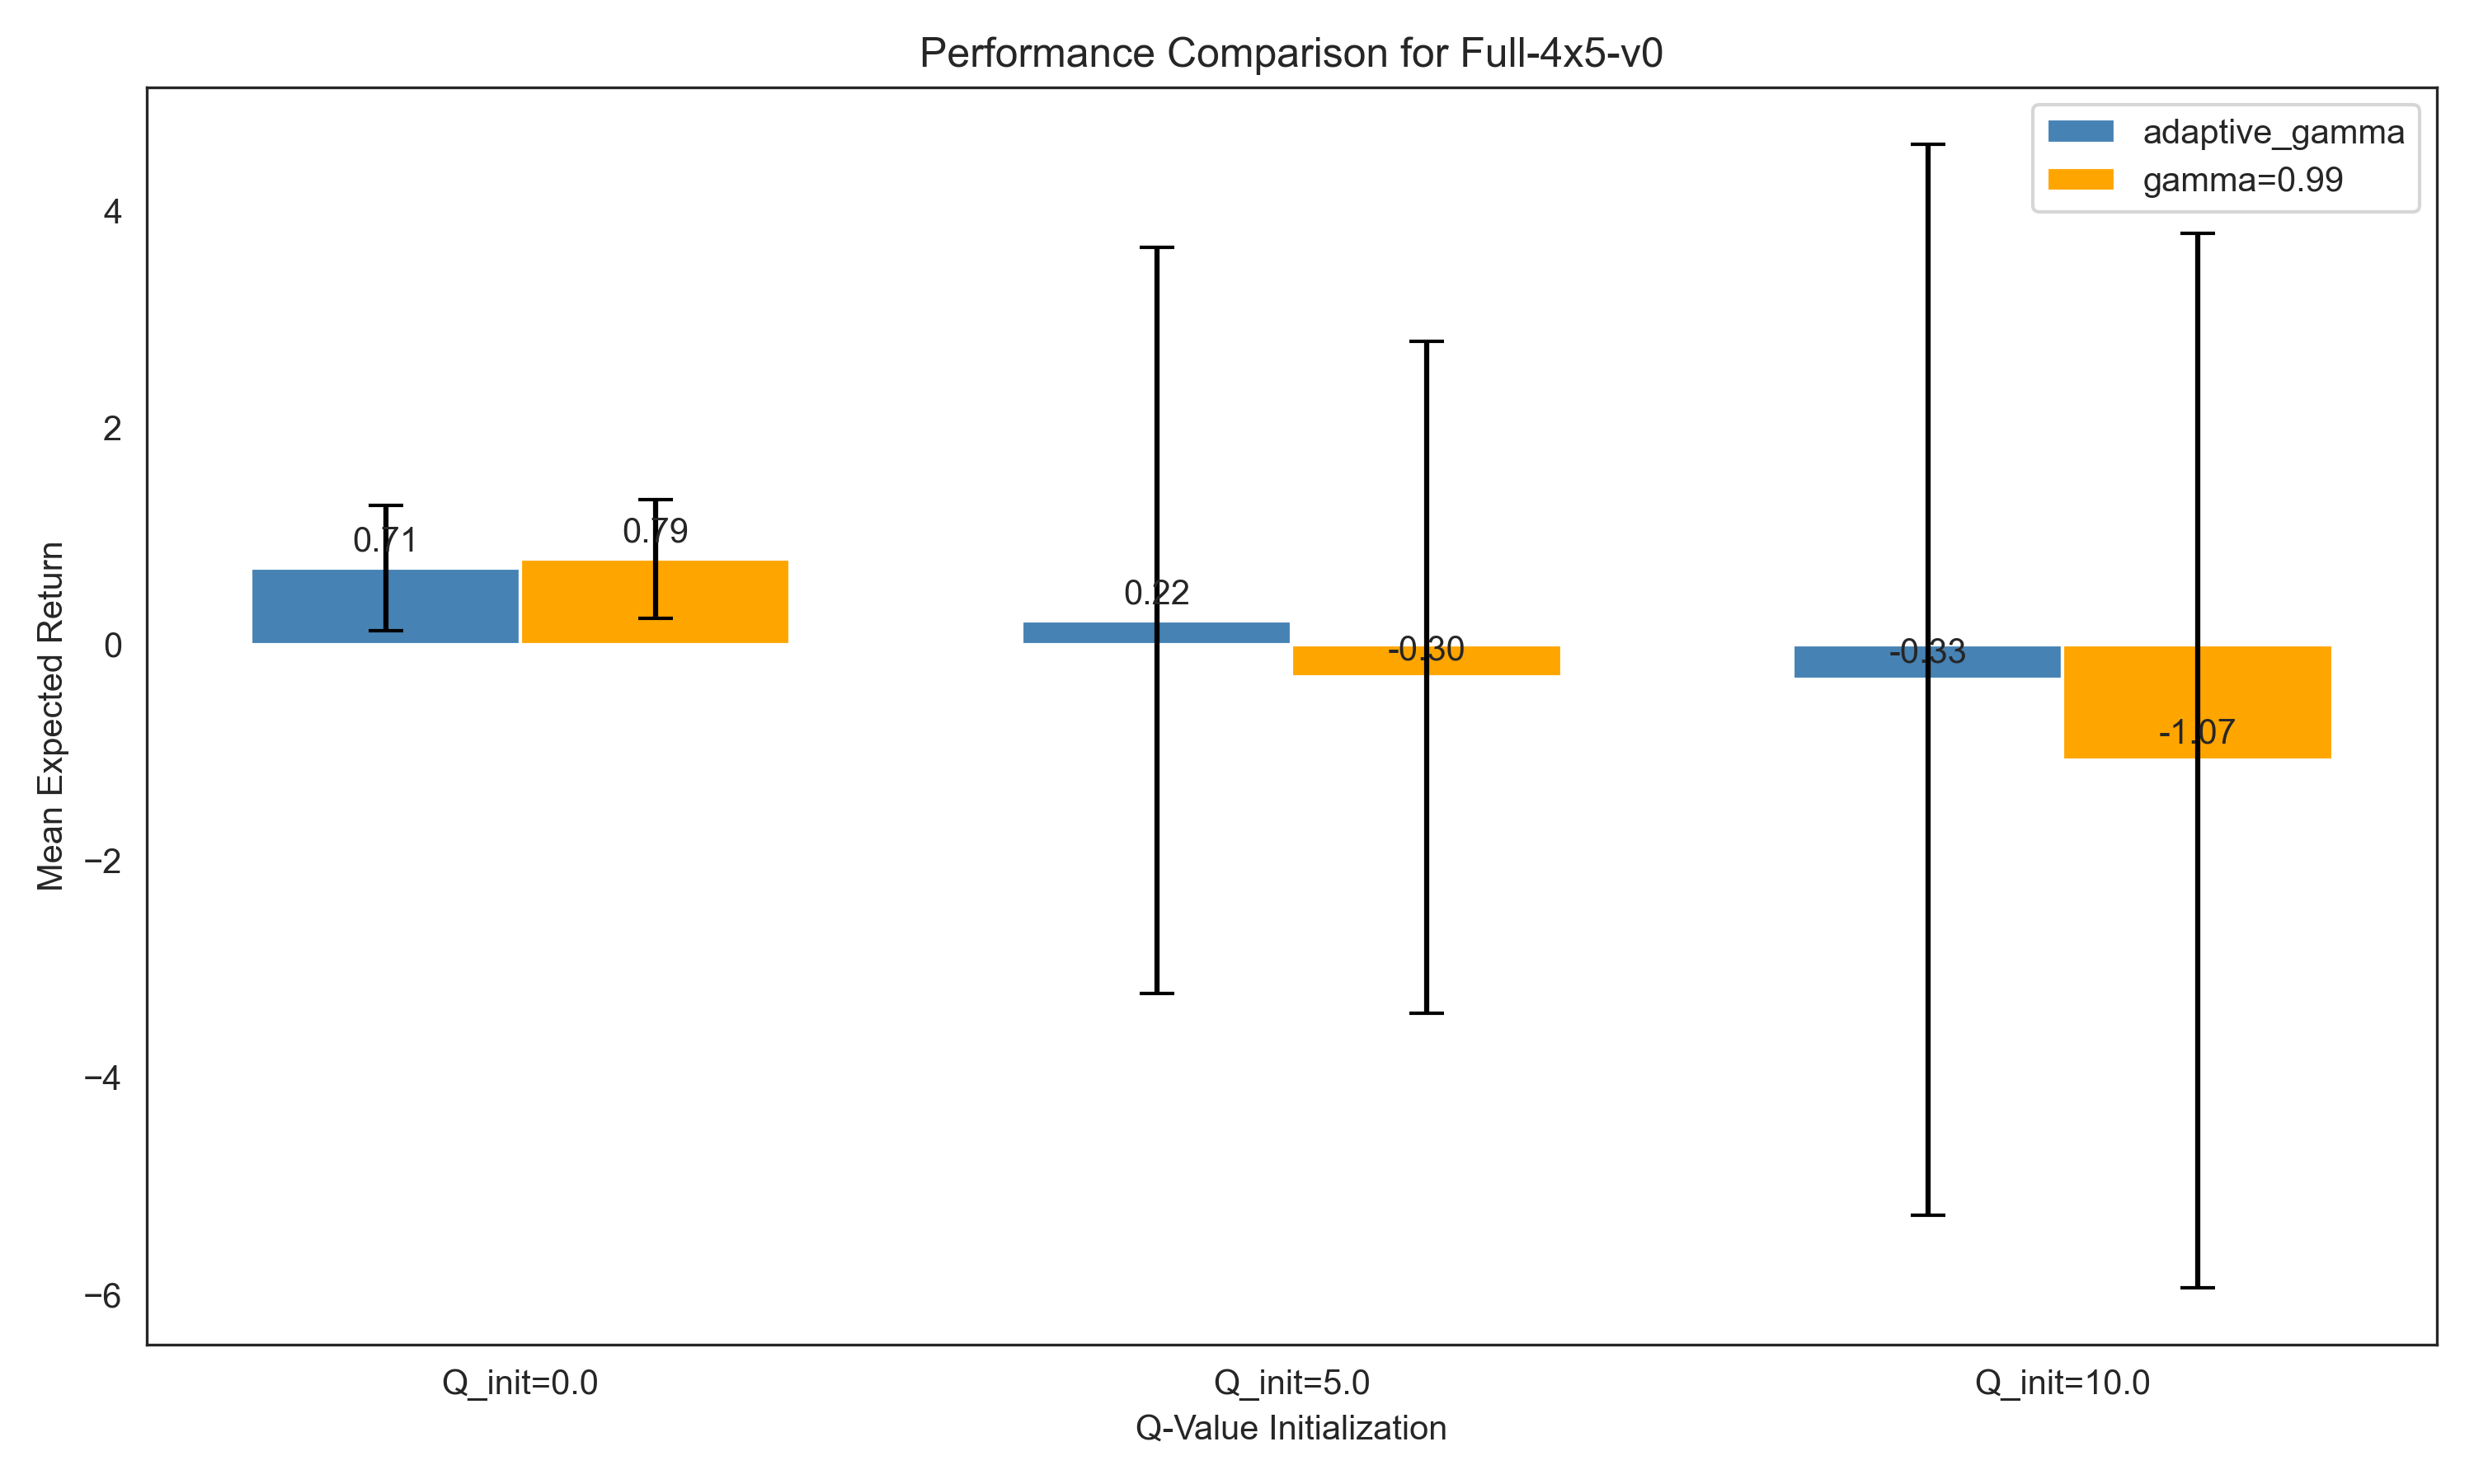 Performance Comparison for Full-4x5-v0
adaptive_gamma
gamma=0.99
Mean Expected Return
4
2
0
−2
−4
−6
0.71
0.79
0.22
-0.30
-0.33
-1.07
Q_init=0.0
Q_init=5.0
Q_init=10.0
Q-Value Initialization